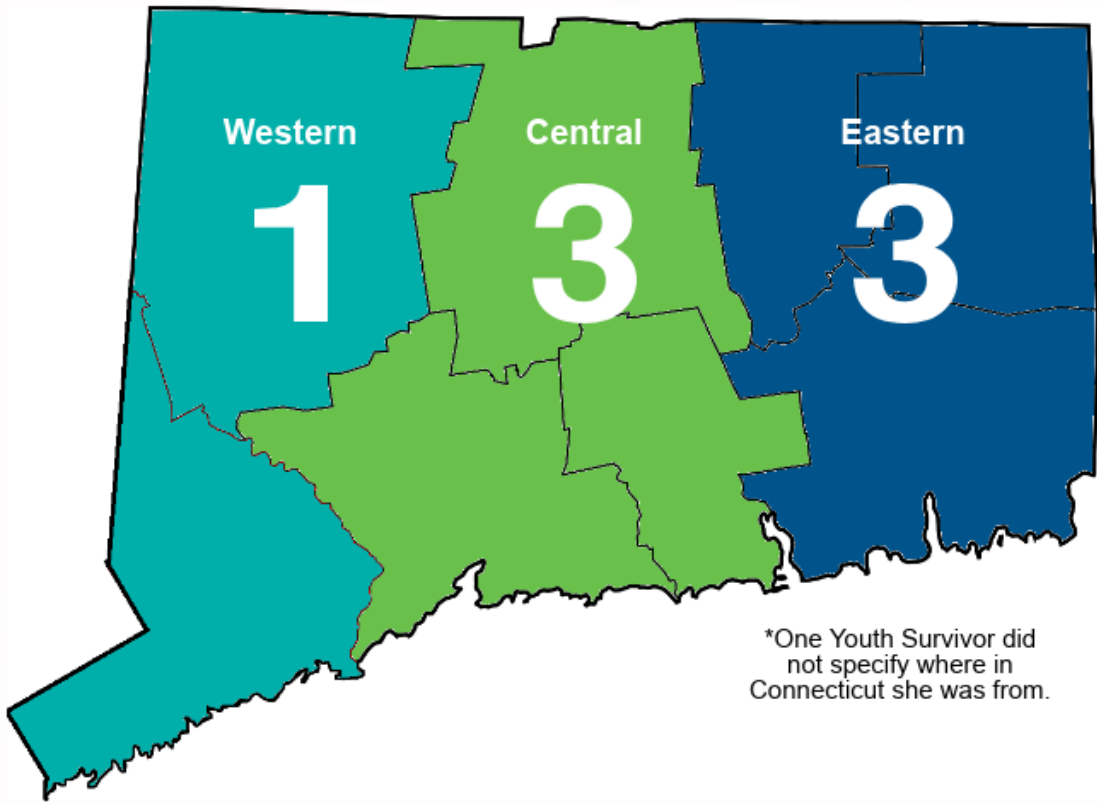 Western
Central
Eastern
1
3
3
*One Youth Survivor did
not specify where in
Connecticut she was from.